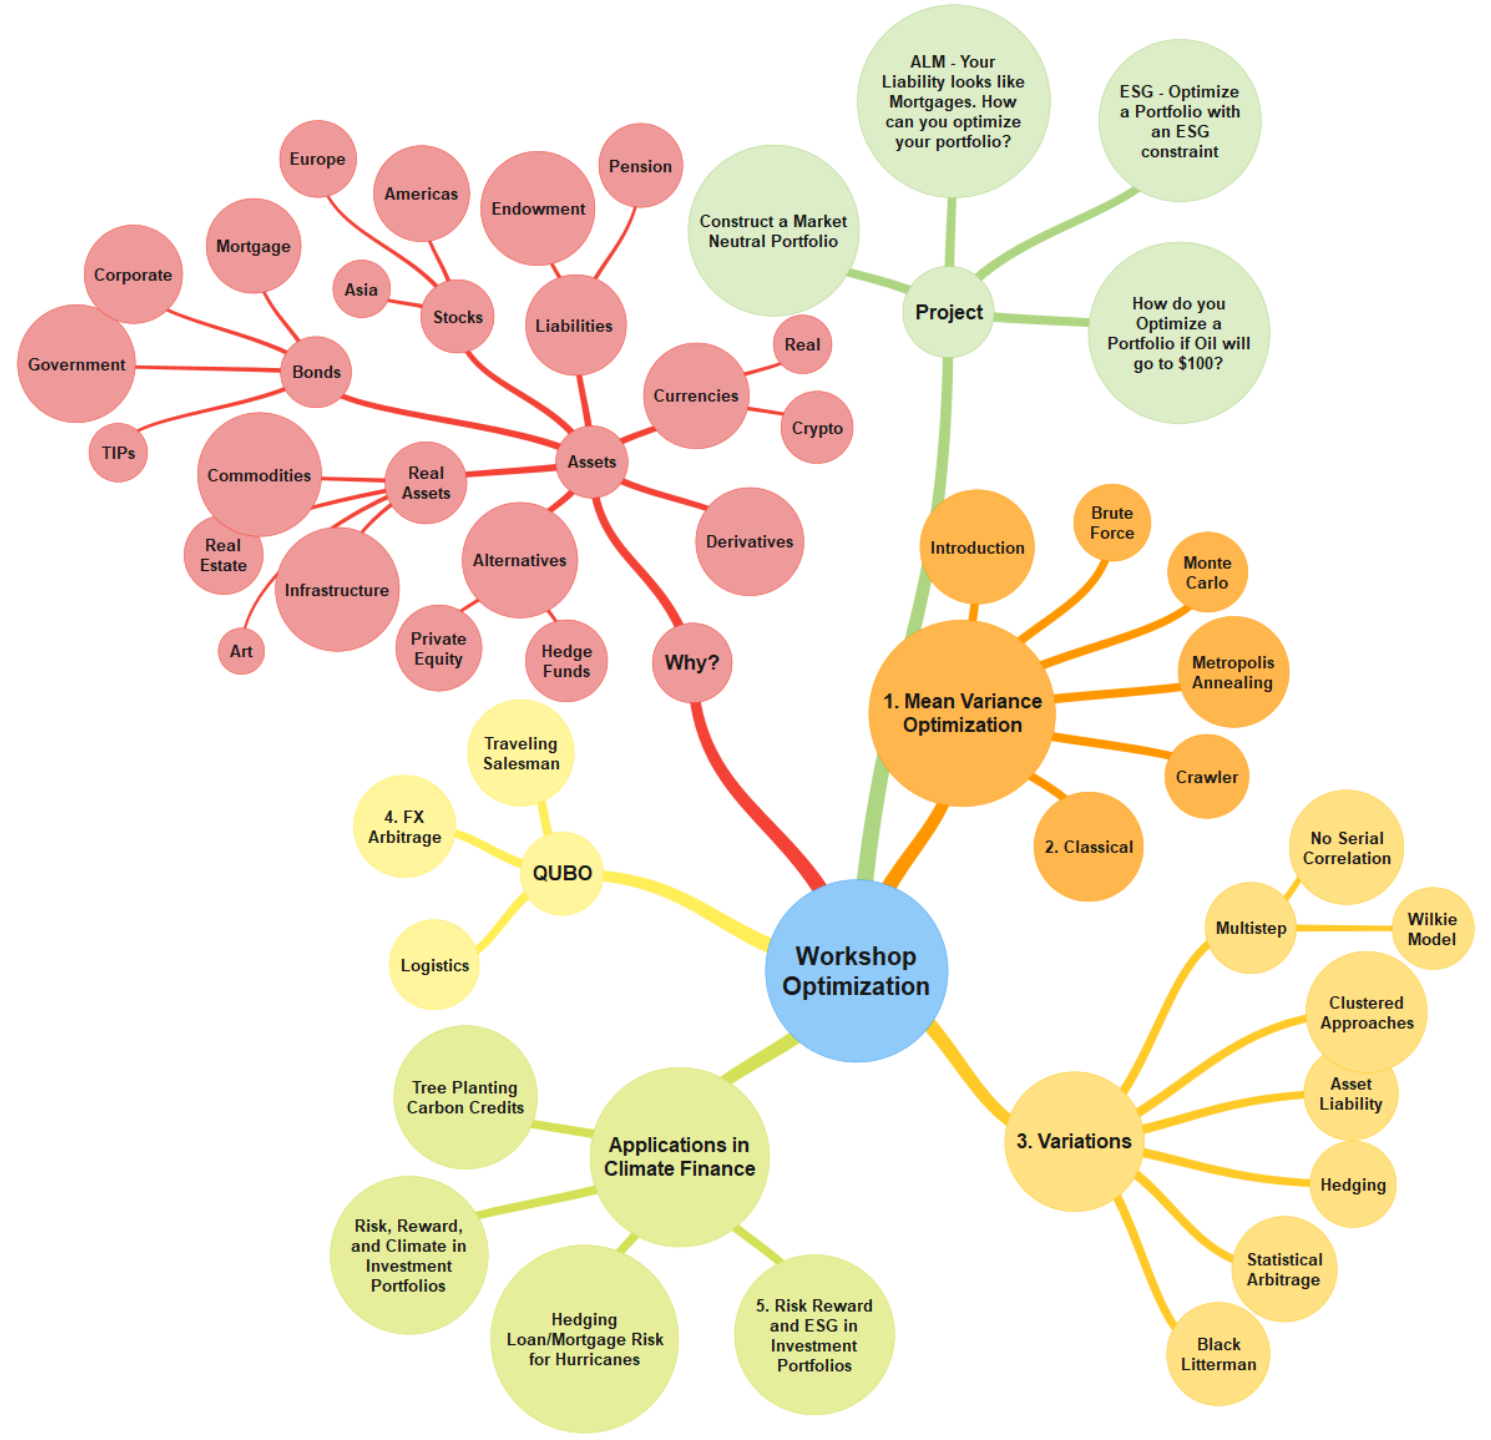 Workshop
Optimization
Why?
Assets
Stocks
Europe
Americas
Asia
Liabilities
Endowment
Pension
Currencies
Real
Crypto
Derivatives
Bonds
Mortgage
Corporate
Government
TIPs
Real
Assets
Commodities
Real
Estate
Infrastructure
Art
Alternatives
Private
Equity
Hedge
Funds
Project
Construct a Market
Neutral Portfolio
ALM - Your
Liability looks like
Mortgages. How
can you optimize
your portfolio?
ESG - Optimize
a Portfolio with
an ESG
constraint
How do you
Optimize a
Portfolio if Oil will
go to $100?
1. Mean Variance
Optimization
Introduction
Brute
Force
Monte
Carlo
Metropolis
Annealing
Crawler
2. Classical
3. Variations
Multistep
No Serial
Correlation
Wilkie
Model
Clustered
Approaches
Asset
Liability
Hedging
Statistical
Arbitrage
Black
Litterman
Applications in
Climate Finance
Tree Planting
Carbon Credits
Risk, Reward,
and Climate in
Investment
Portfolios
Hedging
Loan/Mortgage Risk
for Hurricanes
5. Risk Reward
and ESG in
Investment
Portfolios
QUBO
Traveling
Salesman
4. FX
Arbitrage
Logistics